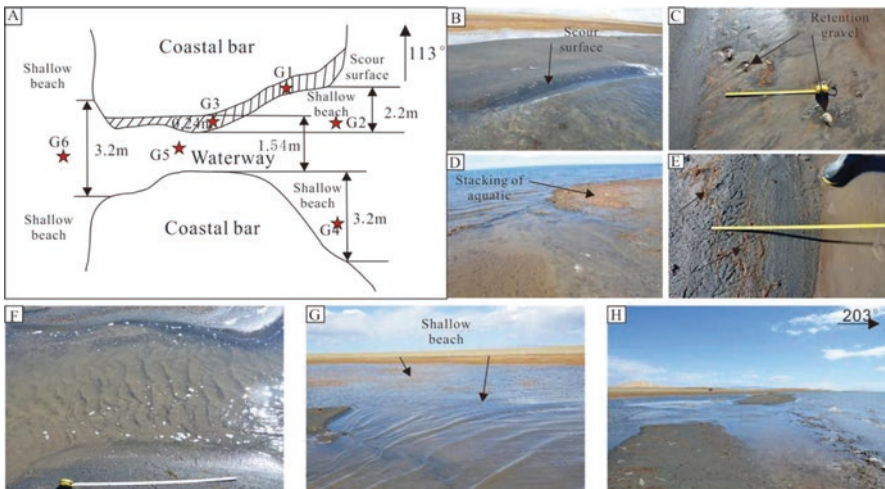 A
Coastal bar
113°
Shallow
beach
Scour
surface
G1
Shallow
beach
G3
0.24m
G2
2.2m
G6
3.2m
G5
Waterway
1.54m
Shallow
beach
Shallow
beach
G4
3.2m
Coastal bar
B
Scour
surface
C
Retention
gravel
D
Stacking of
aquatic
E
F
G
Shallow
beach
H
203°